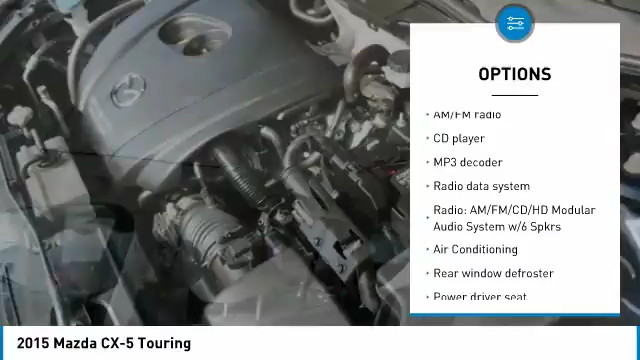 OPTIONS
AM/FM radio
CD player
MP3 decoder
Radio data system
Radio: AM/FM/CD/HD Modular
Audio System w/6 Spkrs
Air Conditioning
Rear window defroster
Power driver seat
2015 Mazda CX-5 Touring